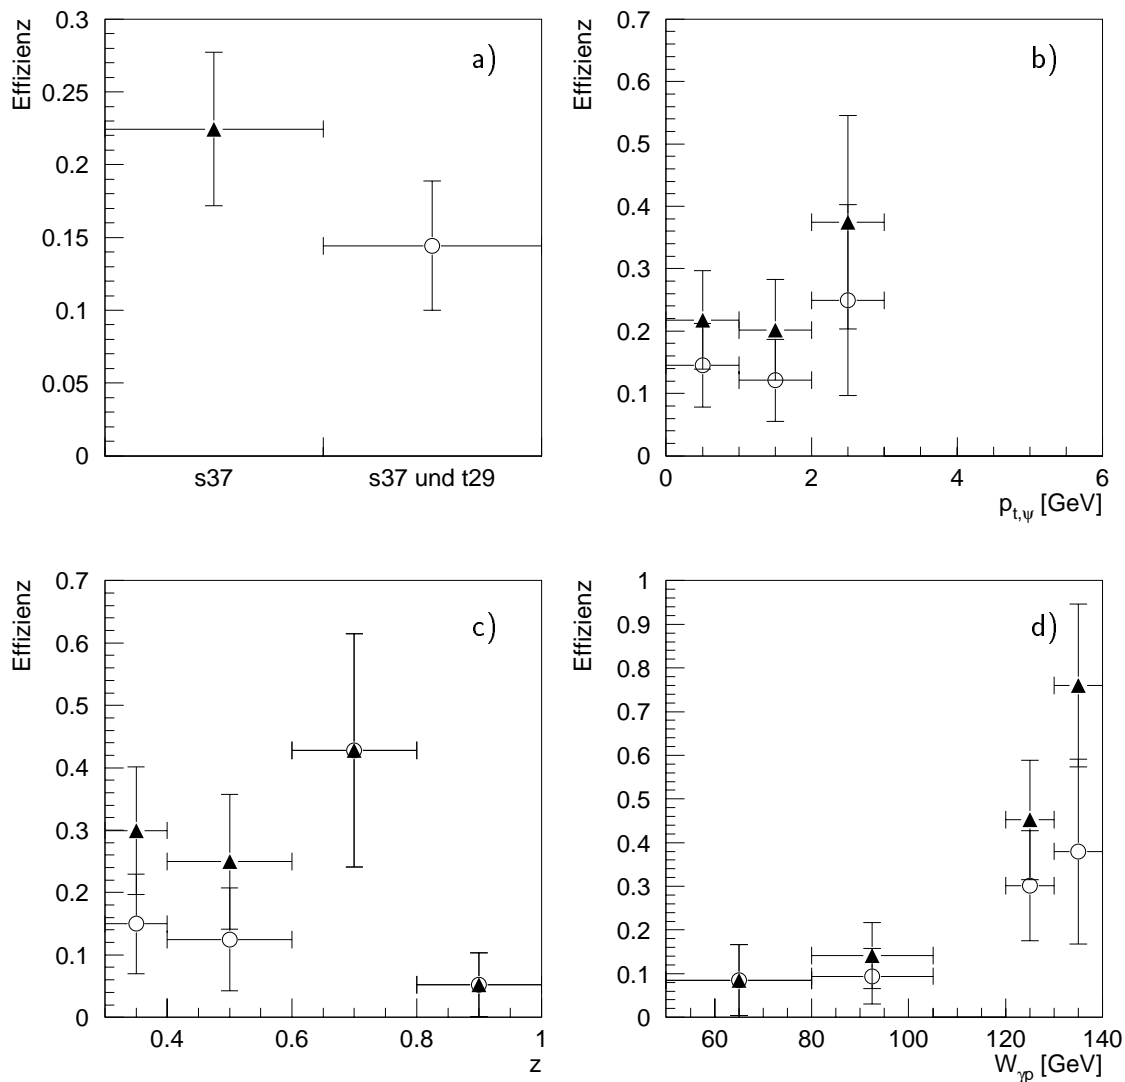 Effizienz
a)
0.3
0.25
0.2
0.15
0.1
0.05
0
s37
s37 und t29
Effizienz
b)
0.7
0.6
0.5
0.4
0.3
0.2
0.1
0
0 2 4 6
p_{t,ψ} [GeV]
Effizienz
c)
0.7
0.6
0.5
0.4
0.3
0.2
0.1
0
0.4 0.6 0.8 1
z
Effizienz
d)
1
0.9
0.8
0.7
0.6
0.5
0.4
0.3
0.2
0.1
0
60 80 100 120 140
W_{γp} [GeV]